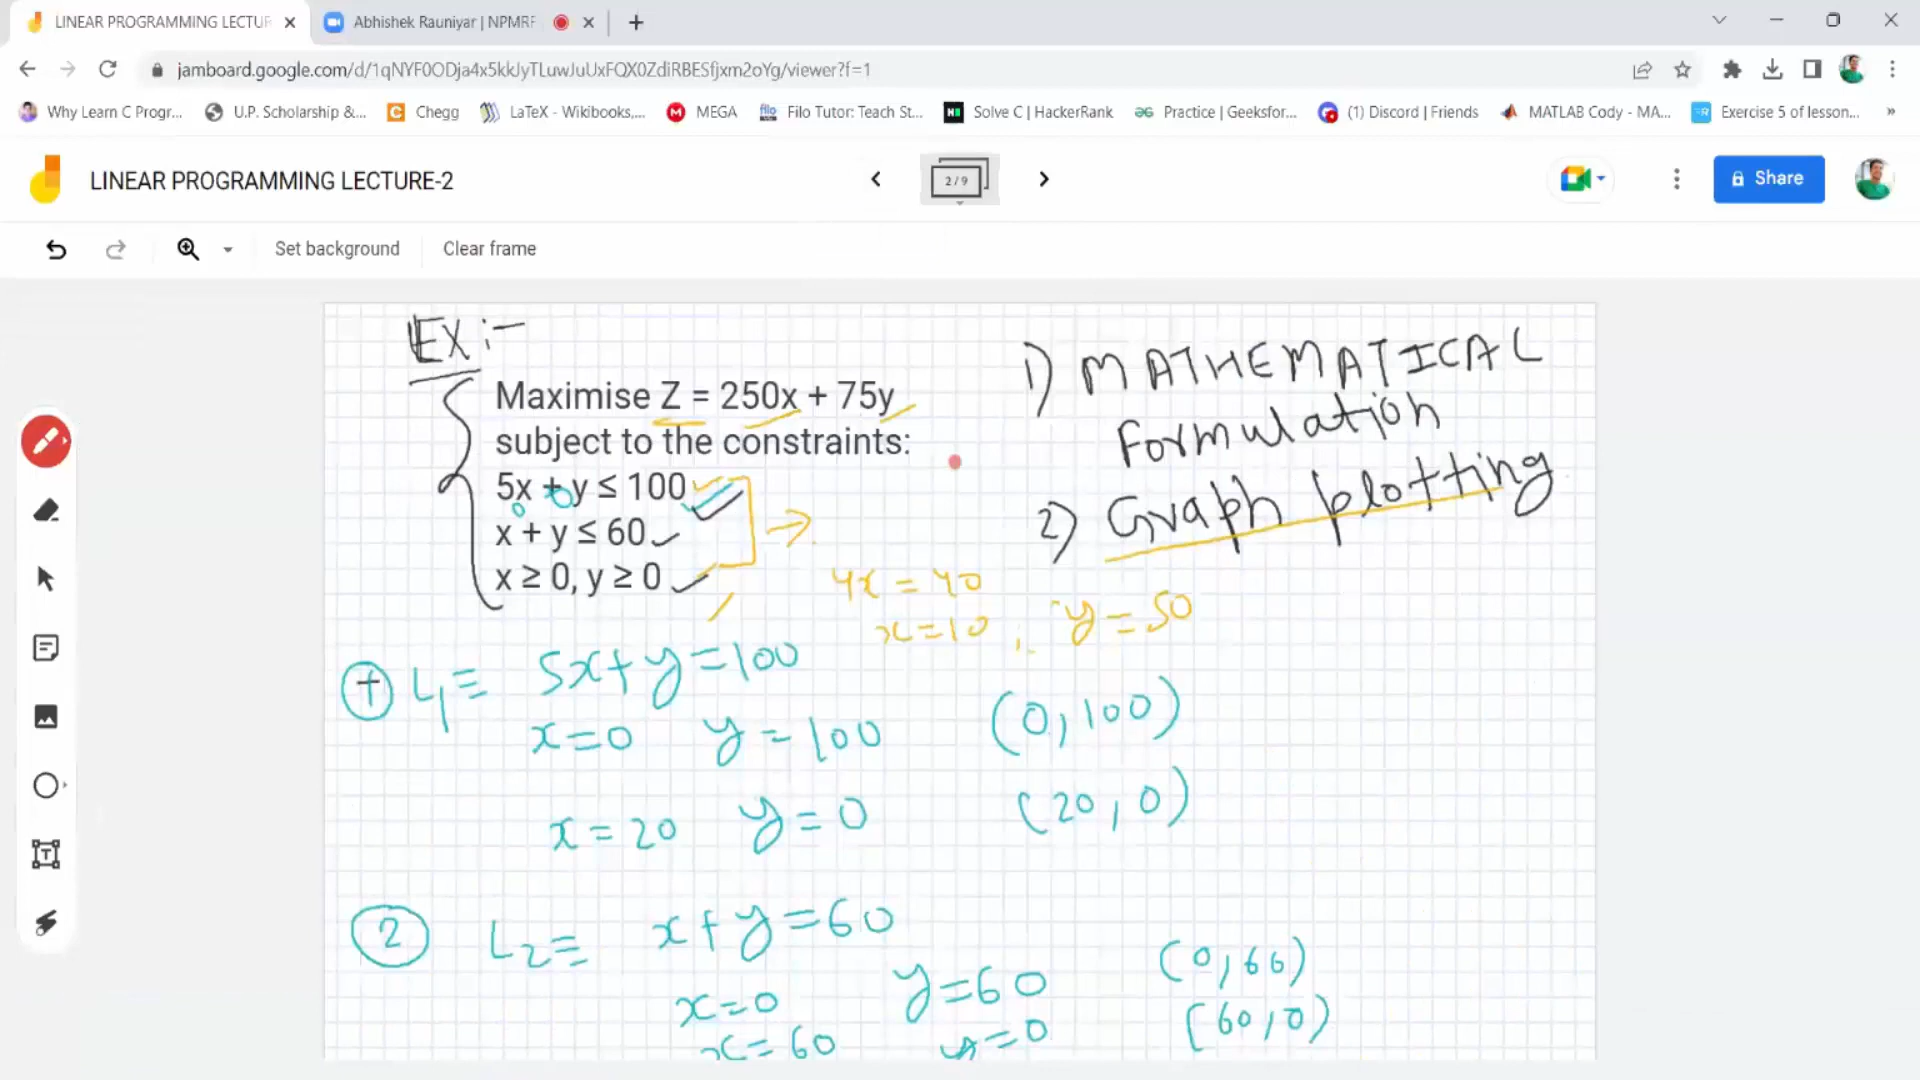 LINEAR PROGRAMMING LECTUR
Abhishek Rauniyar | NPMRF
jamboard.google.com/d/1qNYF0ODja4x5kkJyTLuwJuUxFQX0ZdiRBESfjxm2oYg/viewer?f=1
Why Learn C Progr... U.P. Scholarship &... Chegg LaTeX - Wikibooks,... MEGA Filo Tutor: Teach St... Solve C | HackerRank Practice | Geeksfor... (1) Discord | Friends MATLAB Cody - MA... Exercise 5 of lesson... »
LINEAR PROGRAMMING LECTURE-2
2 / 9
Share
Set background Clear frame
EX :-
Maximise Z = 250x + 75y
subject to the constraints:
5x + y ≤ 100
0 0
x + y ≤ 60
x ≥ 0, y ≥ 0
1) MATHEMATICAL
Formulation
2) Graph plotting
4x = 40
x = 10 , y = 50
1 L1 ≡ 5x + y = 100
x = 0 y = 100 (0, 100)
x = 20 y = 0 (20, 0)
2 L2 ≡ x + y = 60
x = 0 y = 60 (0, 60)
x = 60 y = 0 (60, 0)